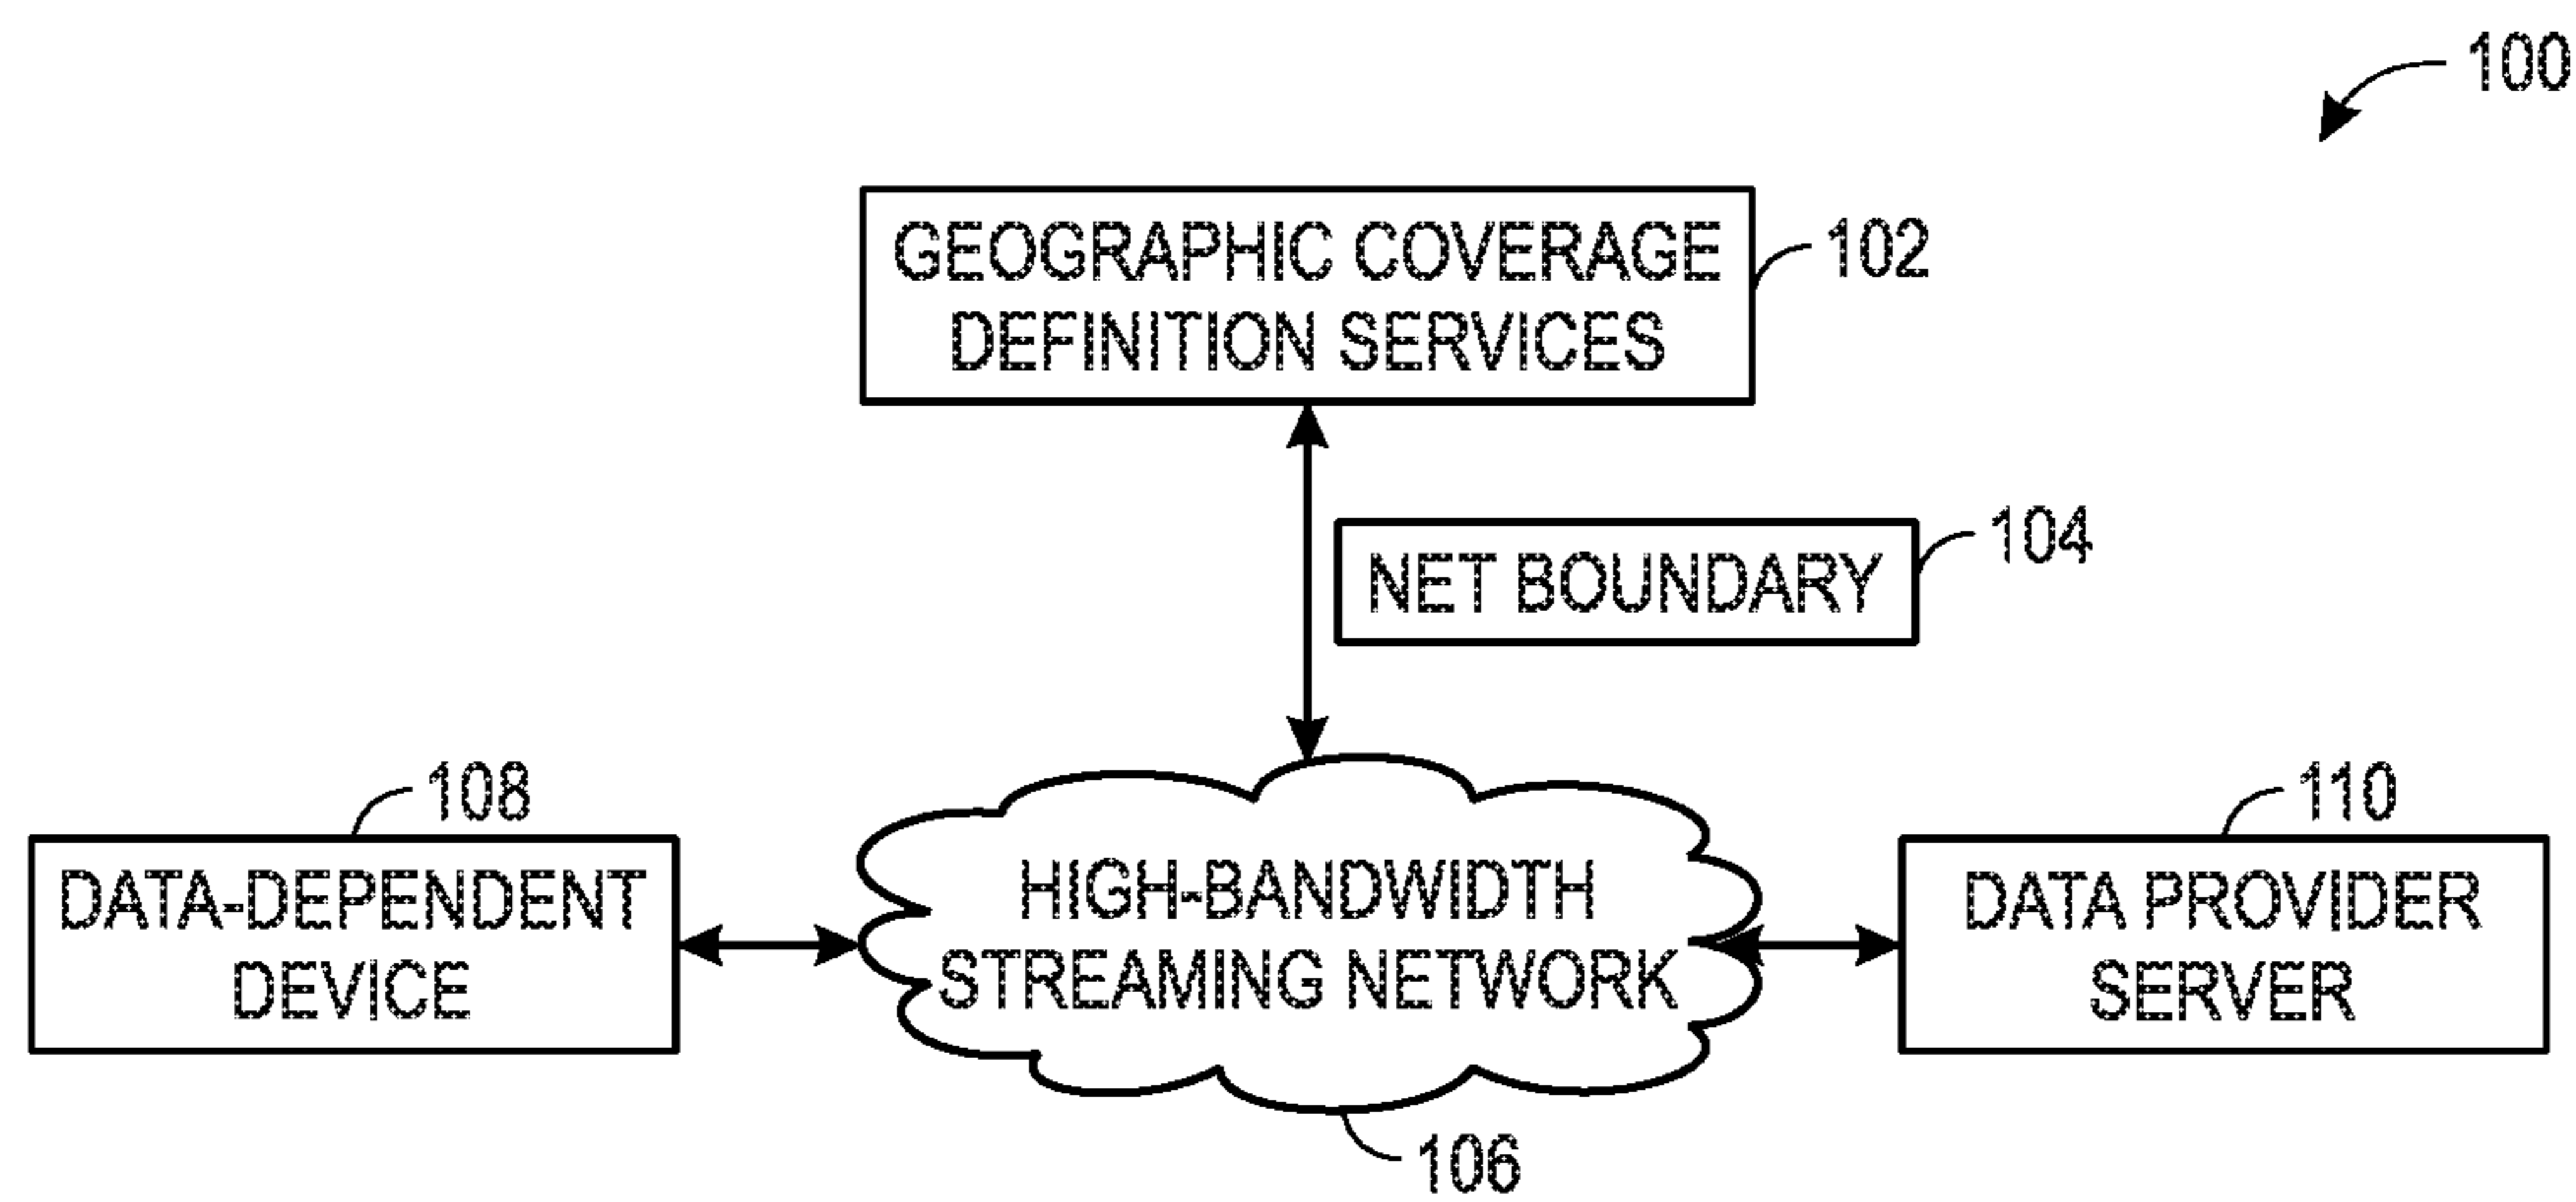 100
GEOGRAPHIC COVERAGE
DEFINITION SERVICES
102
NET BOUNDARY
104
108
DATA-DEPENDENT
DEVICE
HIGH-BANDWIDTH
STREAMING NETWORK
106
110
DATA PROVIDER
SERVER